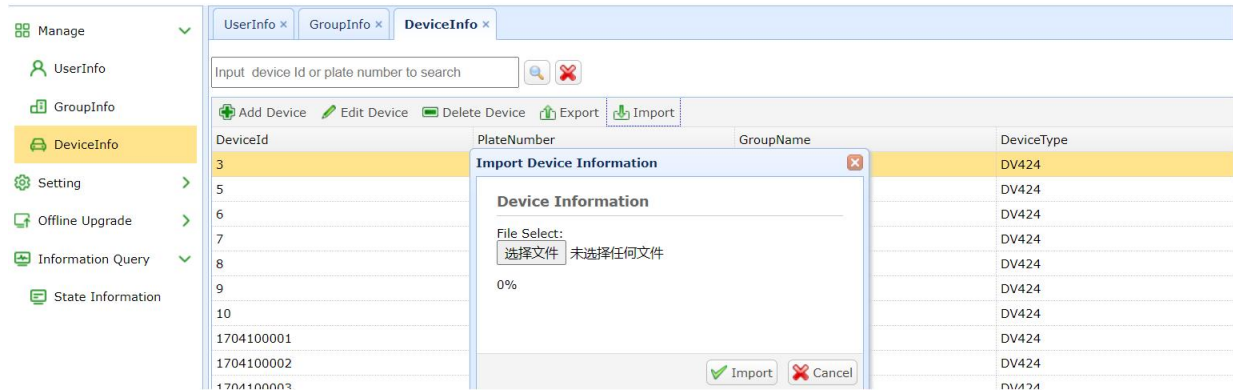 Manage
UserInfo
GroupInfo
DeviceInfo
Setting
Offline Upgrade
Information Query
State Information
UserInfo × GroupInfo × DeviceInfo ×
Input device Id or plate number to search
Add Device Edit Device Delete Device Export Import
DeviceId PlateNumber GroupName DeviceType
3 DV424
5 DV424
6 DV424
7 DV424
8 DV424
9 DV424
10 DV424
1704100001 DV424
1704100002 DV424
1704100003 DV424
Import Device Information
Device Information
File Select:
选择文件 未选择任何文件
0%
Import Cancel